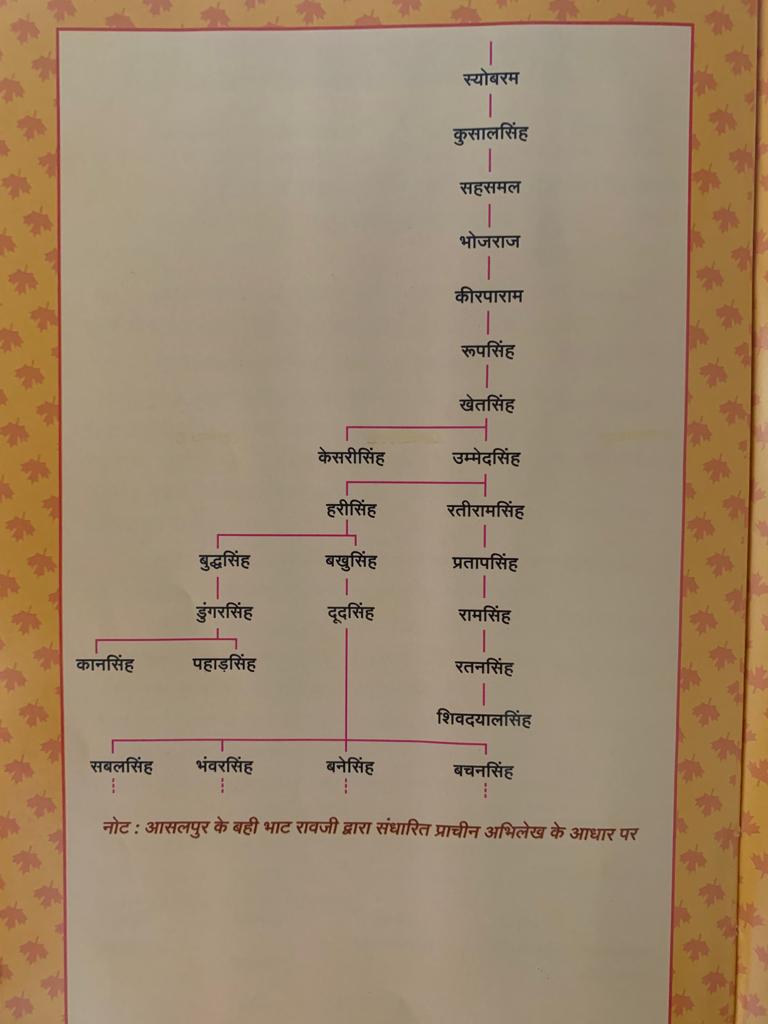 स्योबरम
कुसालसिंह
सहसमल
भोजराज
कीरपाराम
रूपसिंह
खेतसिंह
केसरीसिंह उम्मेदसिंह
हरीसिंह रतीरामसिंह
बुद्धसिंह बखुसिंह प्रतापसिंह
डुंगरसिंह दूदसिंह रामसिंह
कानसिंह पहाड़सिंह रतनसिंह
शिवदयालसिंह
सबलसिंह भंवरसिंह बनेसिंह बचनसिंह
नोट : आसलपुर के बही भाट रावजी द्वारा संधारित प्राचीन अभिलेख के आधार पर